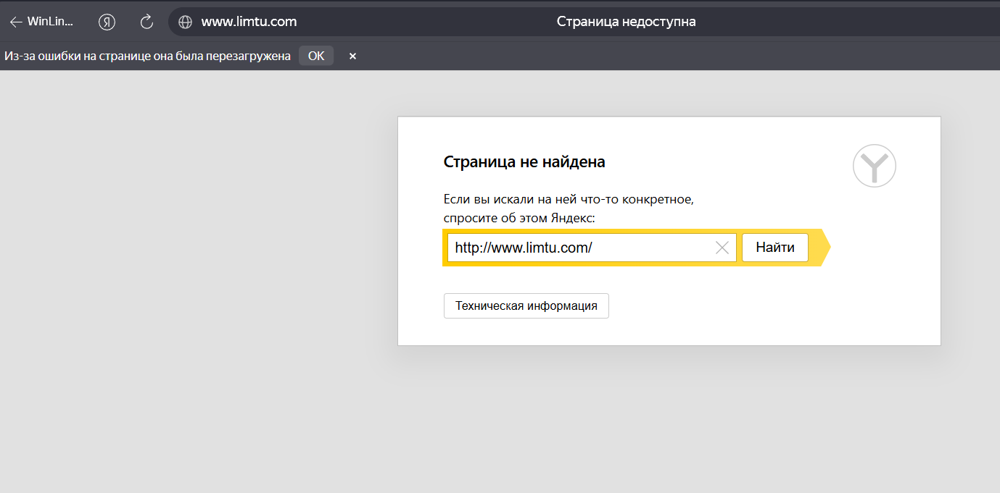 WinLin...
Я
www.limtu.com
Страница недоступна
Из-за ошибки на странице она была перезагружена
OK
Страница не найдена
Если вы искали на ней что-то конкретное,
спросите об этом Яндекс:
http://www.limtu.com/
Найти
Техническая информация